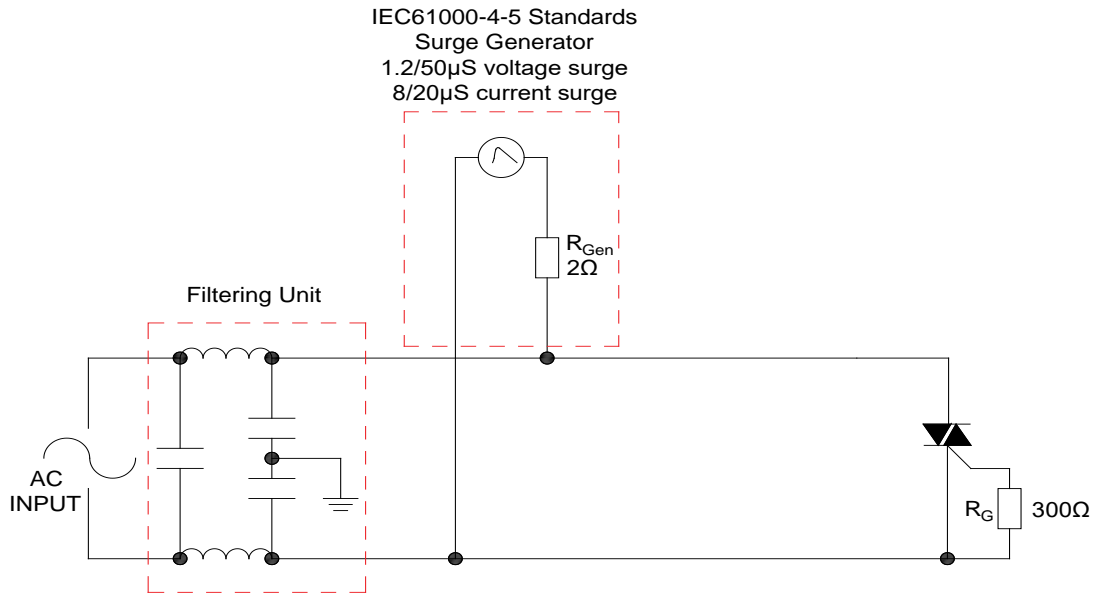 IEC61000-4-5 Standards
Surge Generator
1.2/50µS voltage surge
8/20µS current surge
RGen
2Ω
Filtering Unit
AC
INPUT
RG
300Ω